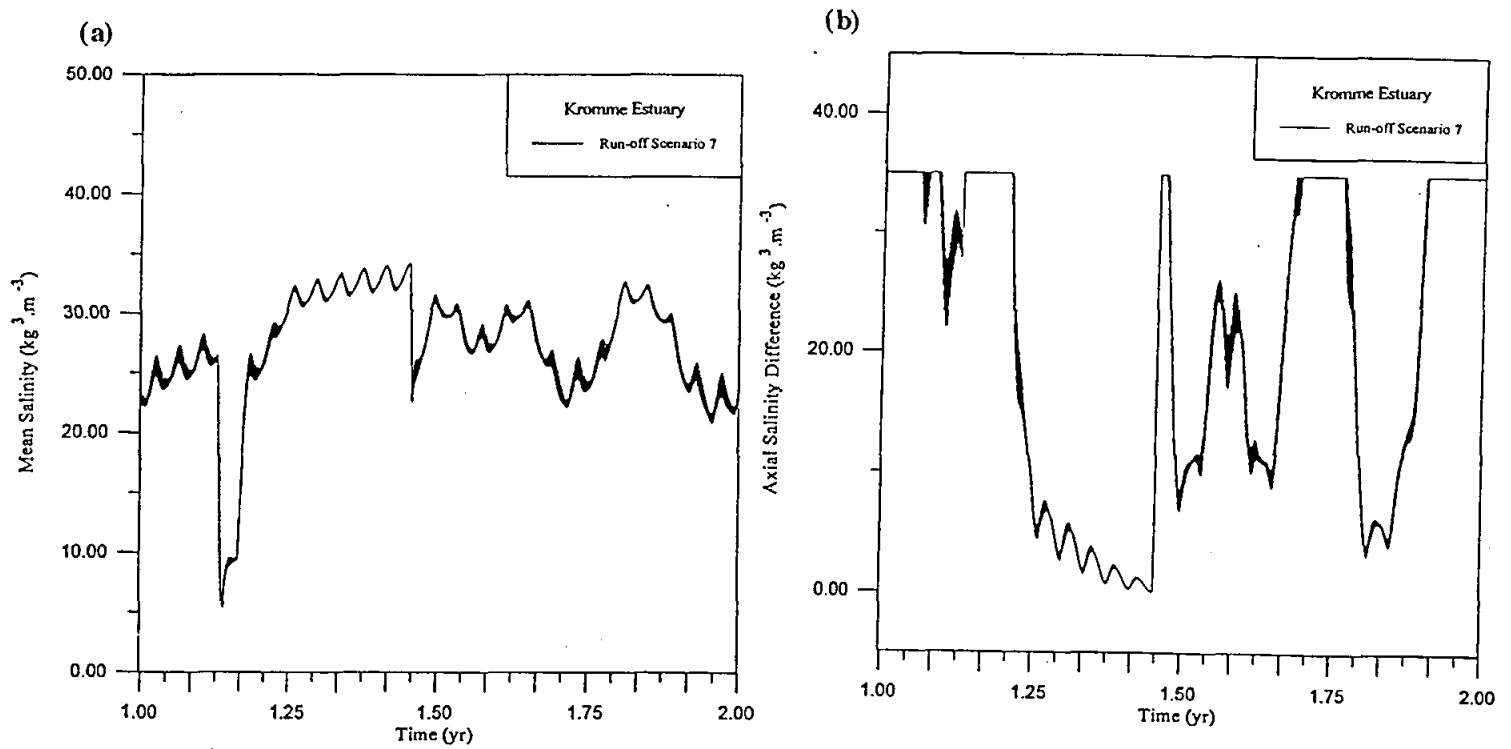 (a)
50.00
40.00
30.00
20.00
10.00
0.00
Mean Salinity (kg ³.m ⁻³)
Kromme Estuary
Run-off Scenario 7
1.00
1.25
1.50
1.75
2.00
Time (yr)
(b)
40.00
20.00
0.00
Axial Salinity Difference (kg ³.m ⁻³)
Kromme Estuary
Run-off Scenario 7
1.00
1.25
1.50
1.75
2.00
Time (yr)